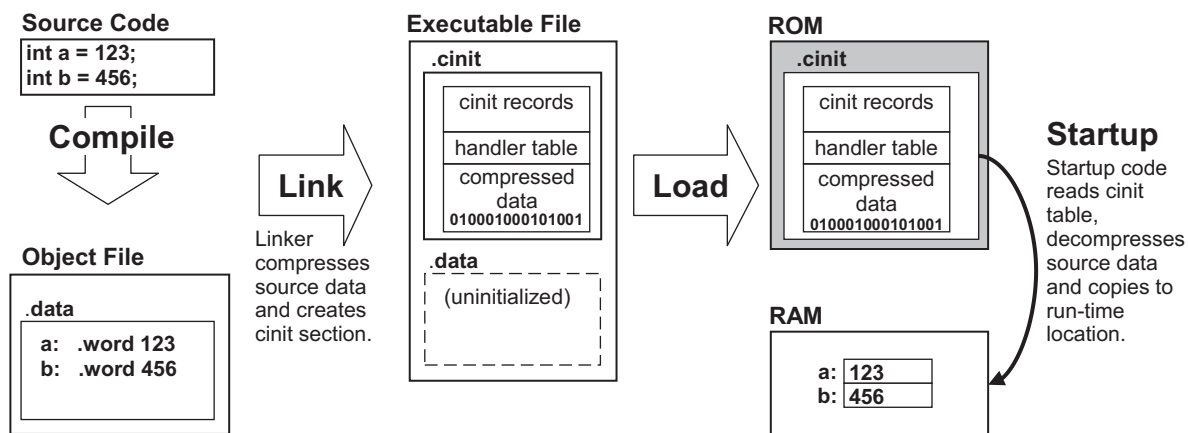 Source Code
int a = 123;
int b = 456;
Compile
Object File
.data
a: .word 123
b: .word 456
Link
Linker
compresses
source data
and creates
cinit section.
Executable File
.cinit
cinit records
handler table
compressed
data
010001000101001
.data
(uninitialized)
Load
ROM
.cinit
cinit records
handler table
compressed
data
010001000101001
Startup
Startup code
reads cinit
table,
decompresses
source data
and copies to
run-time
location.
RAM
a: 123
b: 456